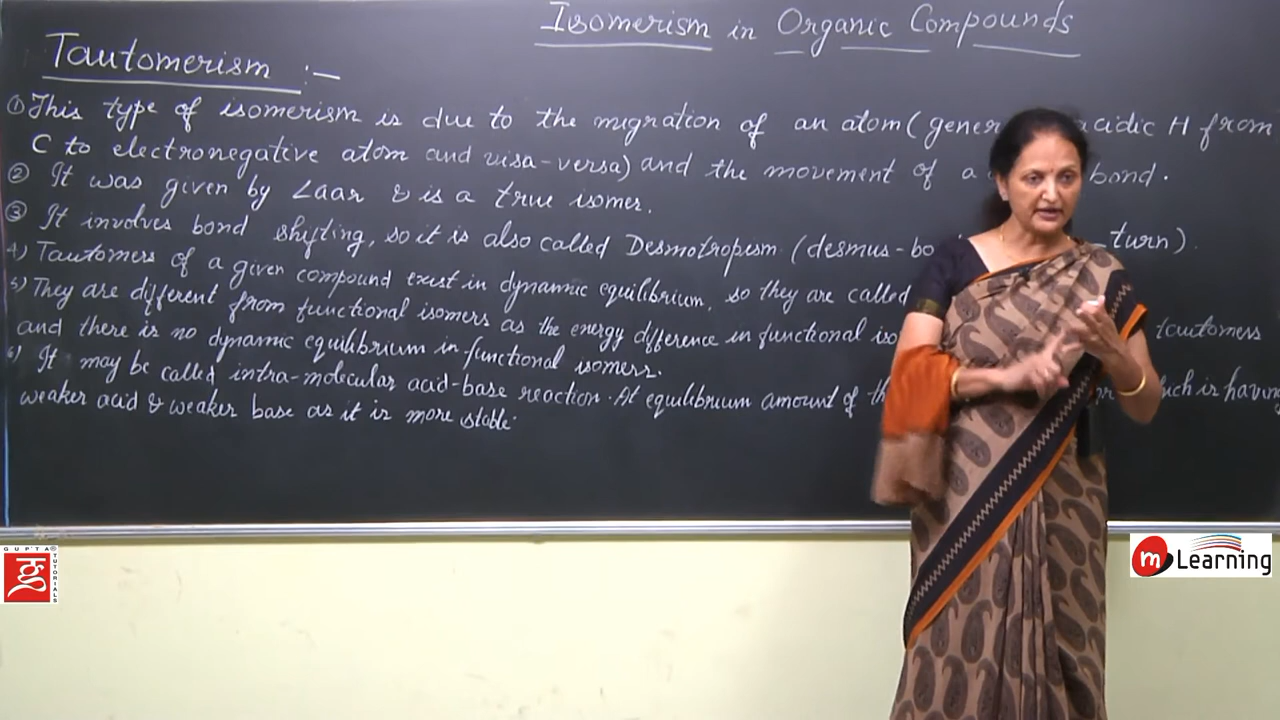 Isomerism in Organic Compounds
Tautomerism :-
① This type of isomerism is due to the migration of an atom (gener acidic H from
C to electronegative atom and visa-versa) and the movement of a bond.
② It was given by Laar & is a true isomer.
③ It involves bond shifting, so it is also called Desmotropism (desmus-bo turn).
4) Tautomers of a given compound exist in dynamic equilibrium, so they are called
5) They are different from functional isomers as the energy difference in functional iso tautomers
and there is no dynamic equilibrium in functional isomers.
6) It may be called intra-molecular acid-base reaction. At equilibrium amount of th which is having
weaker acid & weaker base as it is more stable.
GUPTA®
TUTORIALS
m Learning